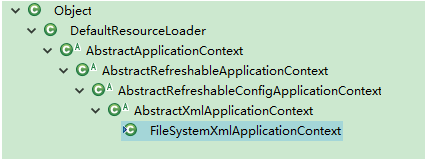 Object
DefaultResourceLoader
AbstractApplicationContext
AbstractRefreshableApplicationContext
AbstractRefreshableConfigApplicationContext
AbstractXmlApplicationContext
FileSystemXmlApplicationContext